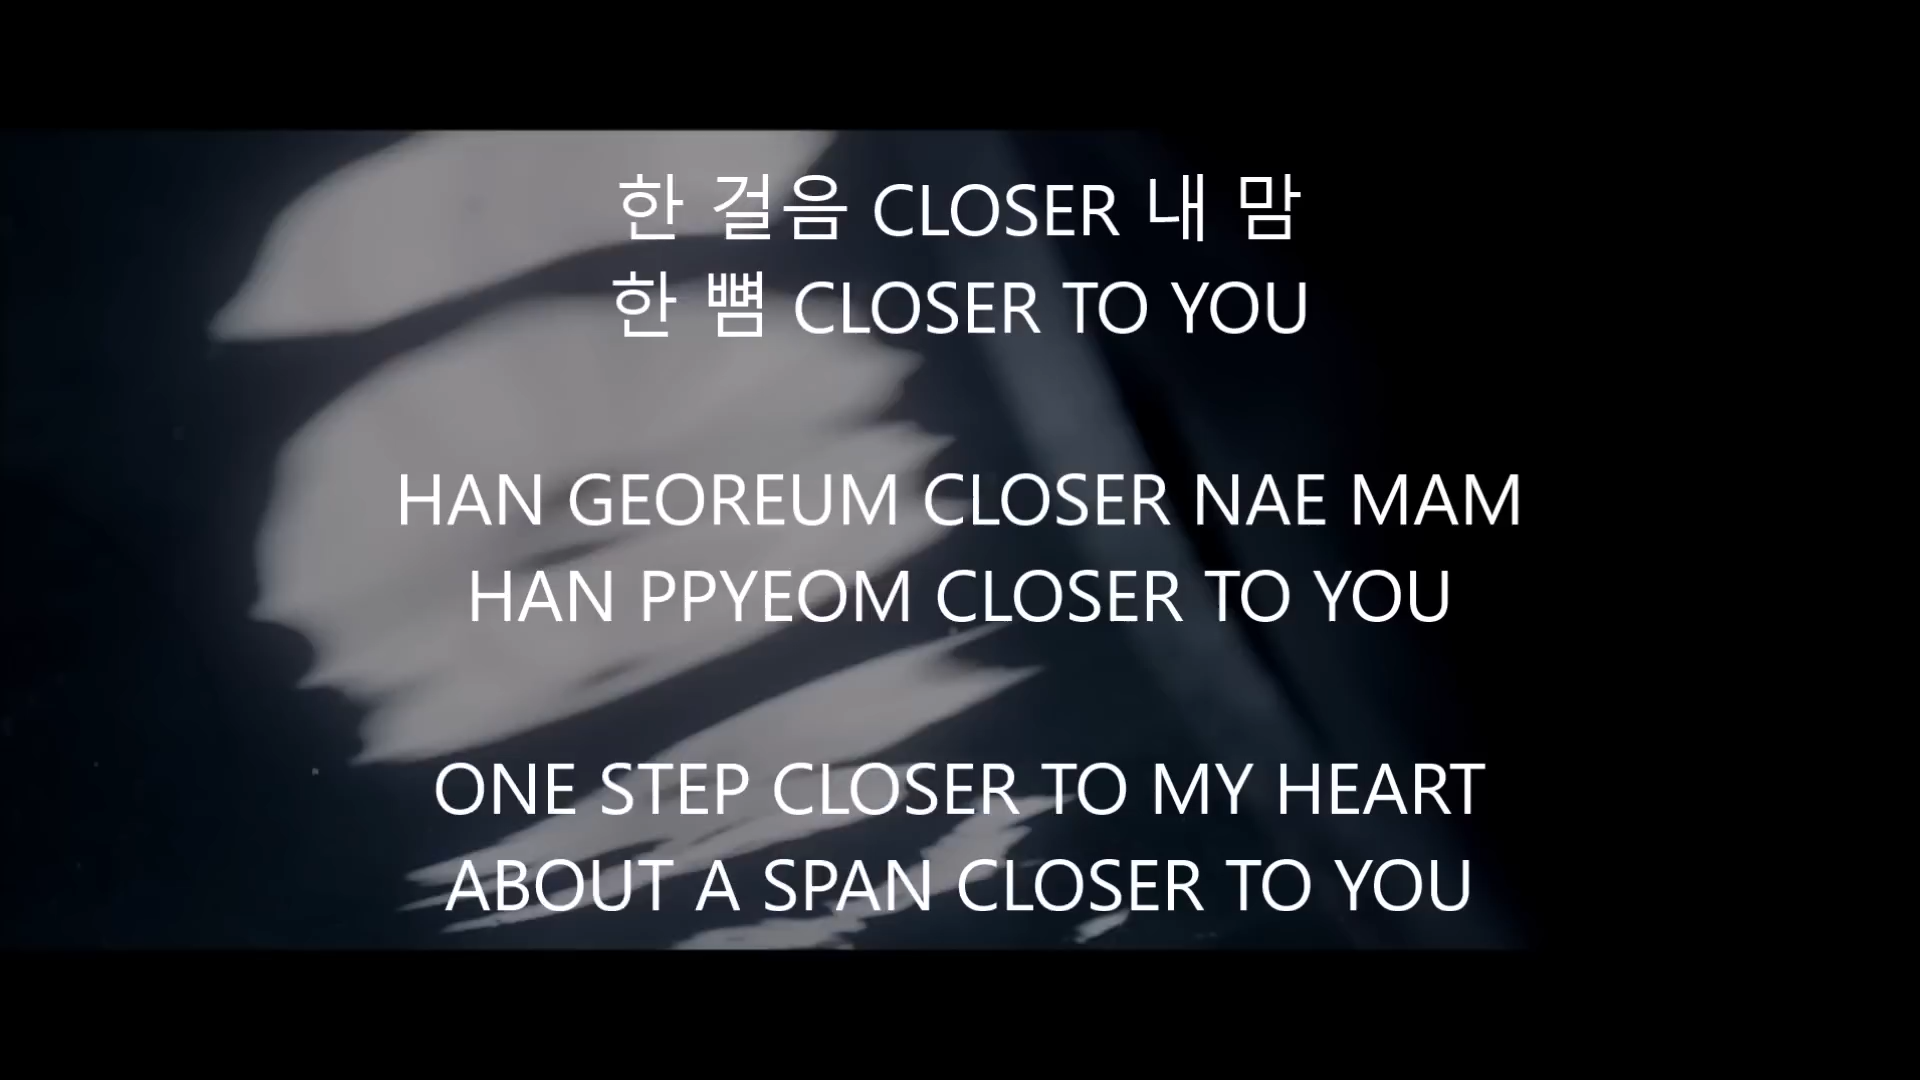 한 걸음 CLOSER 내 맘
한 뼘 CLOSER TO YOU
HAN GEOREUM CLOSER NAE MAM
HAN PPYEOM CLOSER TO YOU
ONE STEP CLOSER TO MY HEART
ABOUT A SPAN CLOSER TO YOU